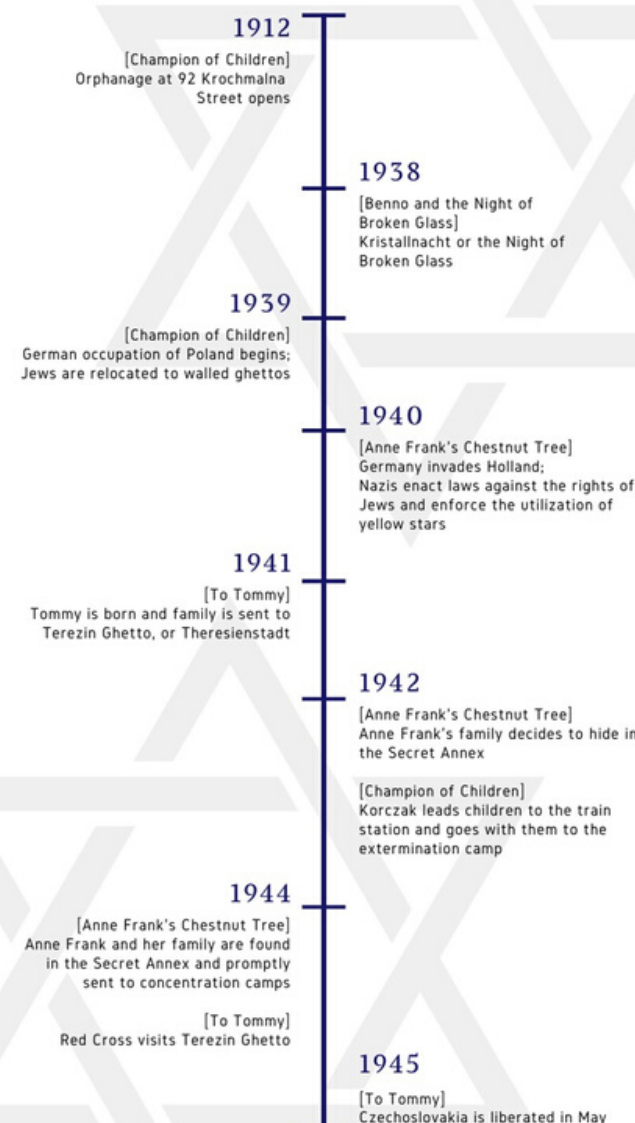 1912
[Champion of Children]
Orphanage at 92 Krochmalna
Street opens
1938
[Benno and the Night of
Broken Glass]
Kristallnacht or the Night of
Broken Glass
1939
[Champion of Children]
German occupation of Poland begins;
Jews are relocated to walled ghettos
1940
[Anne Frank's Chestnut Tree]
Germany invades Holland;
Nazis enact laws against the rights of
Jews and enforce the utilization of
yellow stars
1941
[To Tommy]
Tommy is born and family is sent to
Terezin Ghetto, or Theresienstadt
1942
[Anne Frank's Chestnut Tree]
Anne Frank's family decides to hide in
the Secret Annex
[Champion of Children]
Korczak leads children to the train
station and goes with them to the
extermination camp
1944
[Anne Frank's Chestnut Tree]
Anne Frank and her family are found
in the Secret Annex and promptly
sent to concentration camps
[To Tommy]
Red Cross visits Terezin Ghetto
1945
[To Tommy]
Czechoslovakia is liberated in May